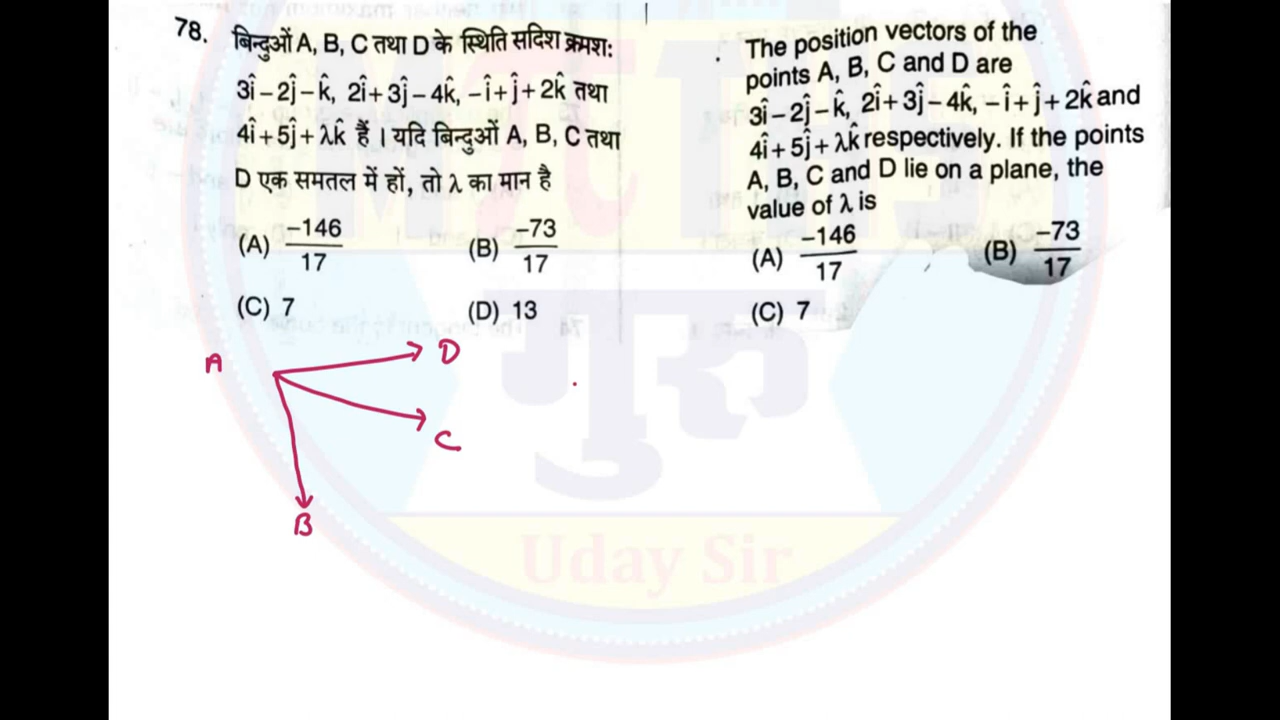 78. बिन्दुओं A, B, C तथा D के स्थिति सदिश क्रमश:
3î – 2ĵ – k̂, 2î + 3ĵ – 4k̂, –î + ĵ + 2k̂ तथा
4î + 5ĵ + λk̂ हैं । यदि बिन्दुओं A, B, C तथा
D एक समतल में हों, तो λ का मान है
(A) –146/17 (B) –73/17
(C) 7 (D) 13
The position vectors of the
points A, B, C and D are
3î – 2ĵ – k̂, 2î + 3ĵ – 4k̂, –î + ĵ + 2k̂ and
4î + 5ĵ + λk̂ respectively. If the points
A, B, C and D lie on a plane, the
value of λ is
(A) –146/17 (B) –73/17
(C) 7
A
D
C
B
गुरु
Uday Sir